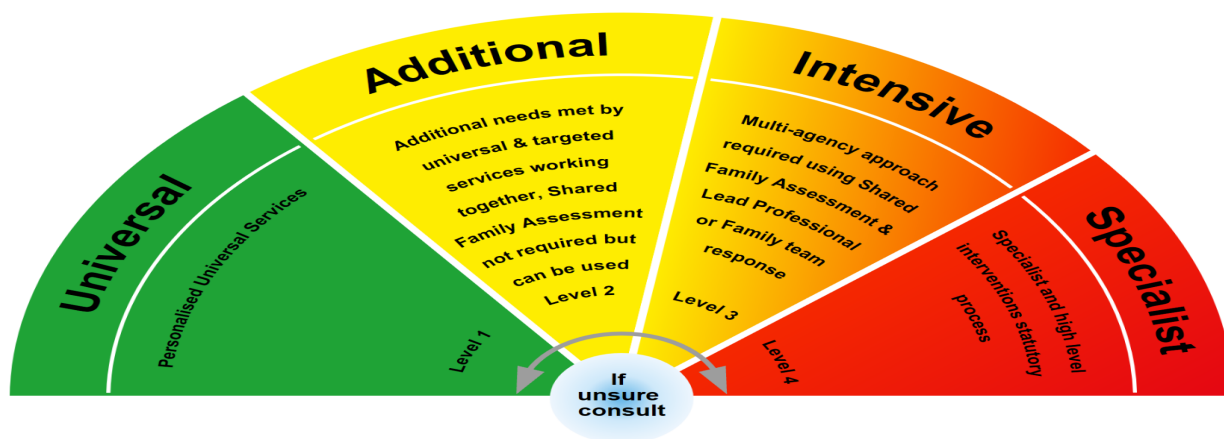 Universal
Personalised Universal Services
Level 1
Additional
Additional needs met by
universal & targeted
services working
together, Shared
Family Assessment
not required but
can be used
Level 2
Intensive
Multi-agency approach
required using Shared
Family Assessment &
Lead Professional
or Family team
response
Level 3
Specialist
Specialist and high level
interventions statutory
process
Level 4
If
unsure
consult